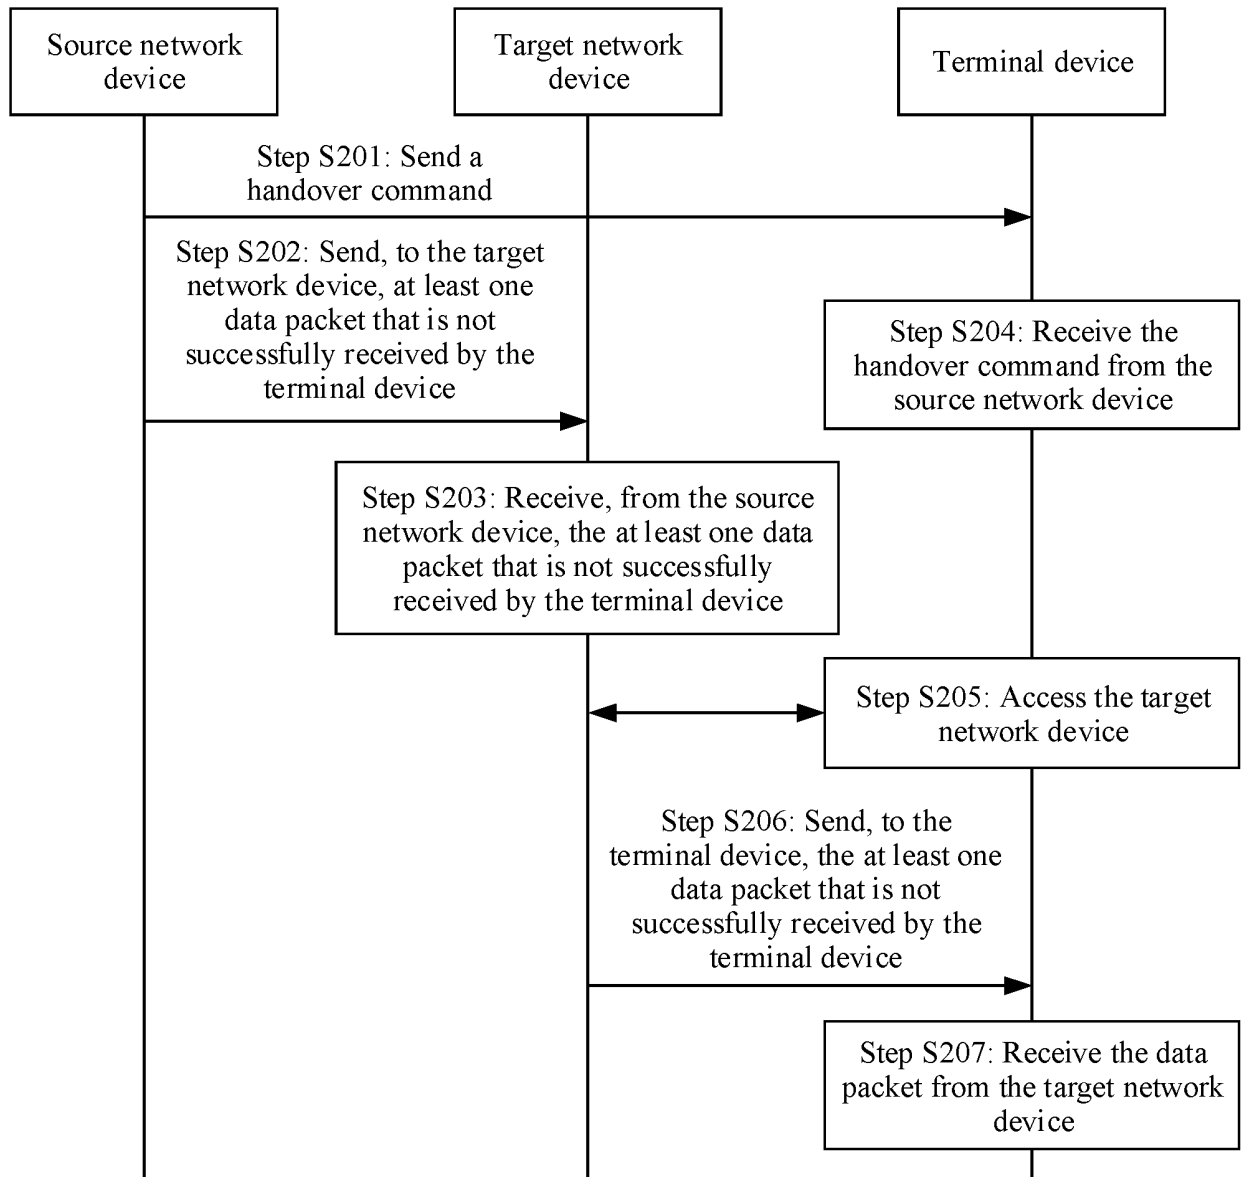 Source network
device
Target network
device
Terminal device
Step S201: Send a
handover command
Step S202: Send, to the target
network device, at least one
data packet that is not
successfully received by the
terminal device
Step S204: Receive the
handover command from the
source network device
Step S203: Receive, from the source
network device, the at least one data
packet that is not successfully
received by the terminal device
Step S205: Access the target
network device
Step S206: Send, to the
terminal device, the at least one
data packet that is not
successfully received by the
terminal device
Step S207: Receive the data
packet from the target network
device